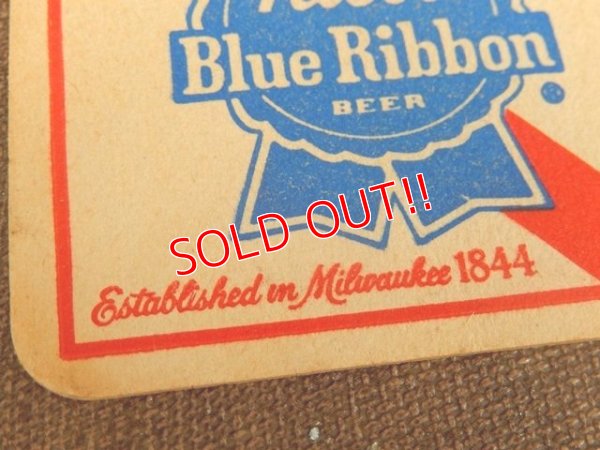 Blue Ribbon
BEER
®
SOLD OUT!!
Established in Milwaukee 1844